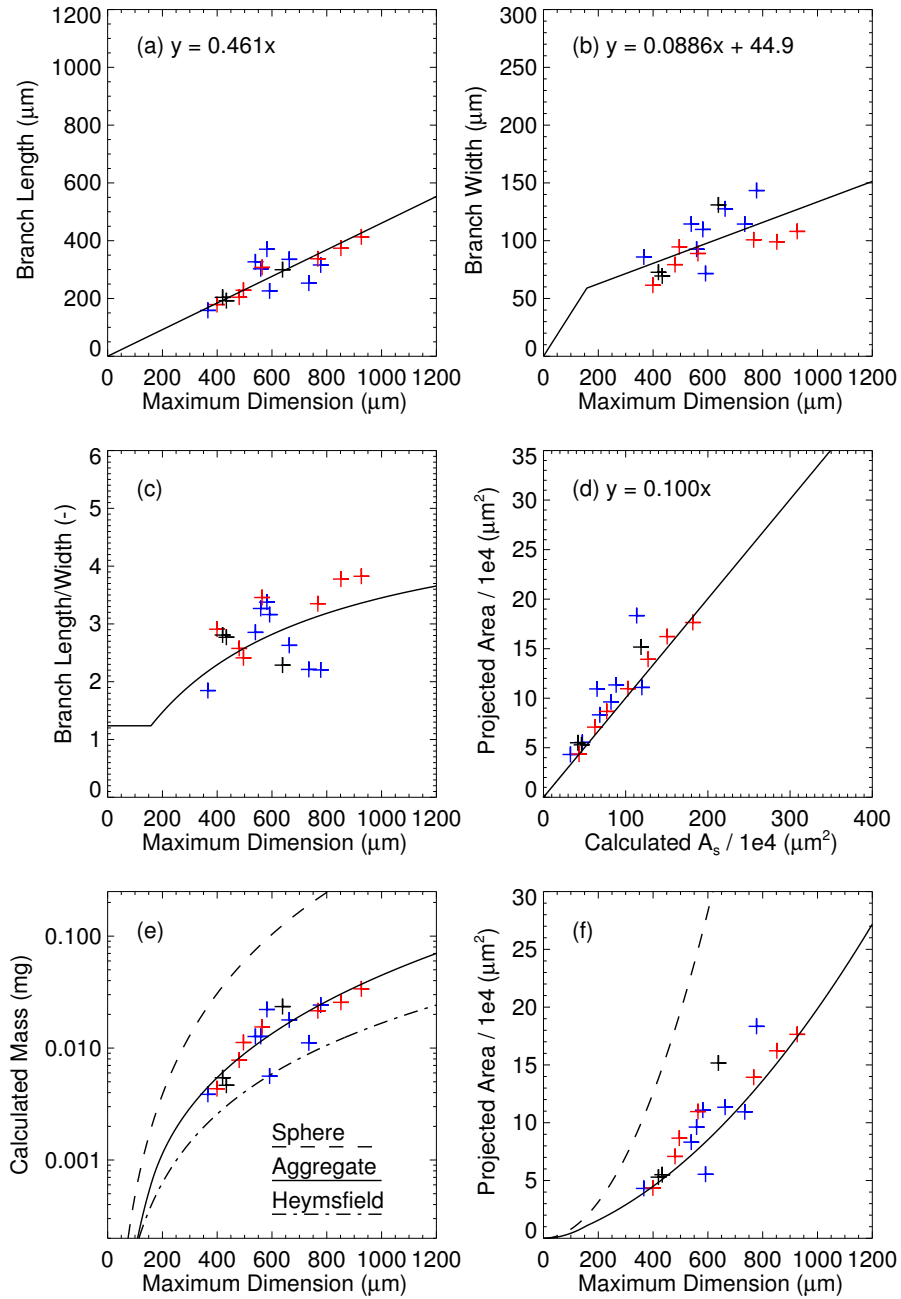 (a) y = 0.461x
Branch Length (μm)
1200
1000
800
600
400
200
0
0 200 400 600 800 1000 1200
Maximum Dimension (μm)
(b) y = 0.0886x + 44.9
Branch Width (μm)
300
250
200
150
100
50
0
0 200 400 600 800 1000 1200
Maximum Dimension (μm)
(c)
Branch Length/Width (-)
6
5
4
3
2
1
0
0 200 400 600 800 1000 1200
Maximum Dimension (μm)
(d) y = 0.100x
Projected Area / 1e4 (μm²)
35
30
25
20
15
10
5
0
0 100 200 300 400
Calculated Aₛ / 1e4 (μm²)
(e)
Calculated Mass (mg)
0.100
0.010
0.001
Sphere
Aggregate
Heymsfield
0 200 400 600 800 1000 1200
Maximum Dimension (μm)
(f)
Projected Area / 1e4 (μm²)
30
25
20
15
10
5
0
0 200 400 600 800 1000 1200
Maximum Dimension (μm)